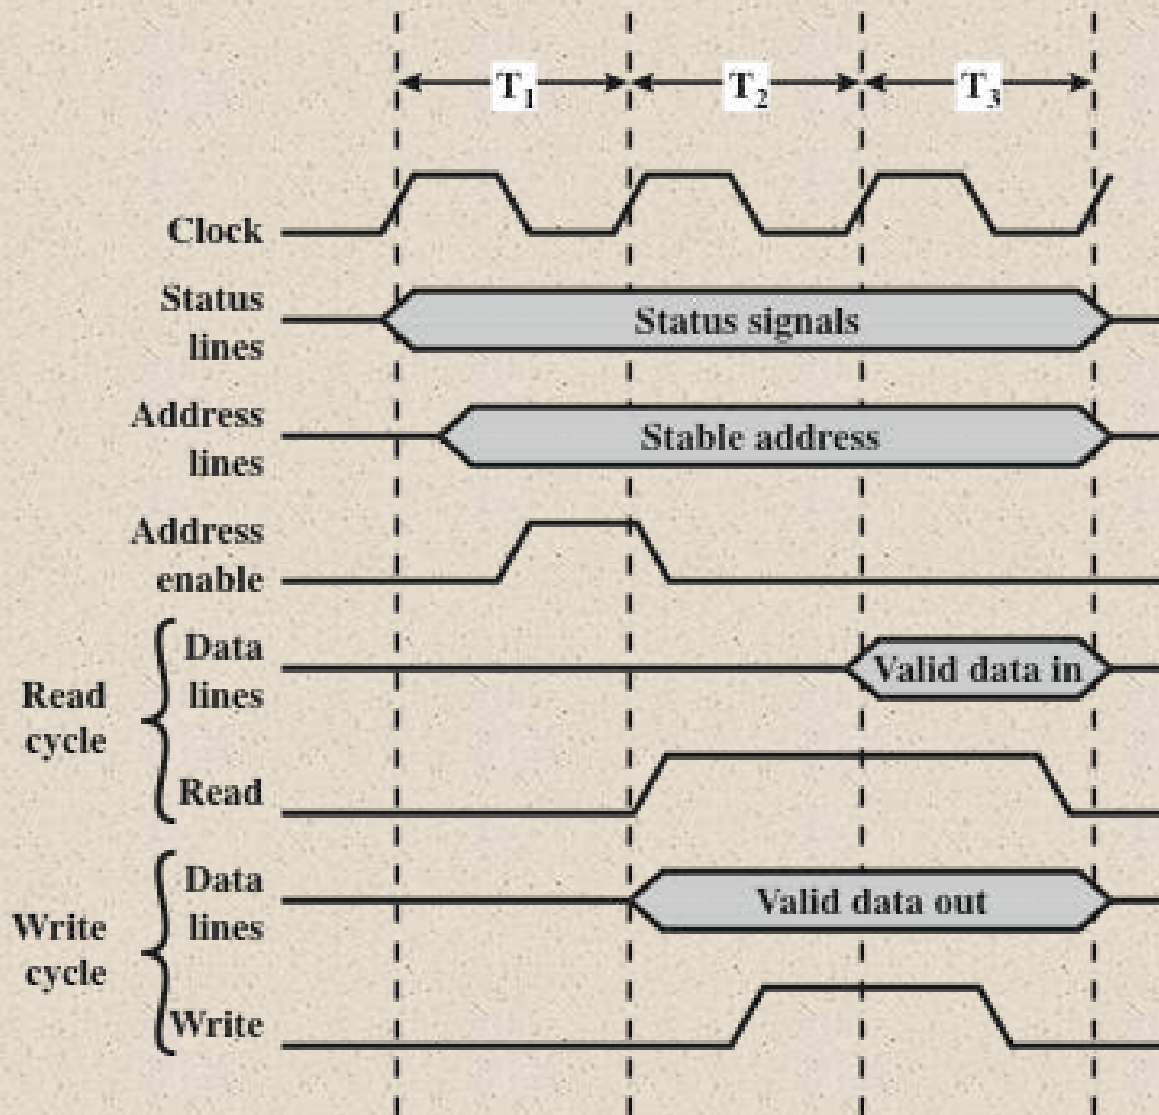 T₁ T₂ T₃
Clock
Status
lines
Status signals
Address
lines
Stable address
Address
enable
Read
cycle
Data
lines
Valid data in
Read
Write
cycle
Data
lines
Valid data out
Write